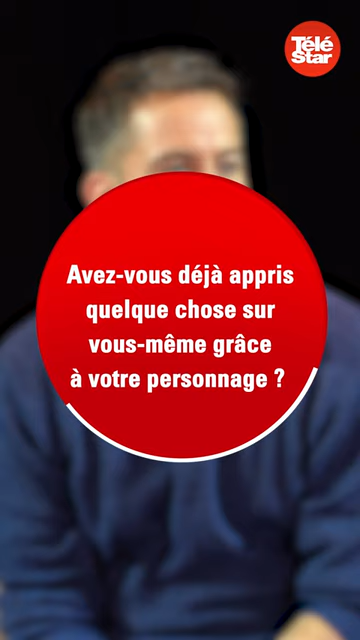 Télé
Star
Avez-vous déjà appris
quelque chose sur
vous-même grâce
à votre personnage ?